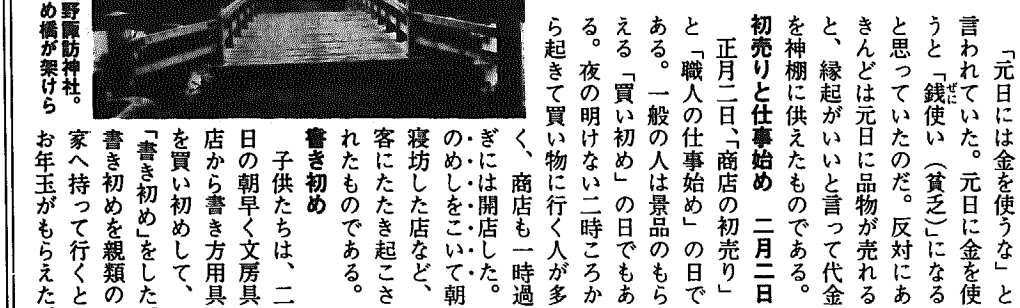 「元日には金を使うな」と
言われていた。元日に金を使
うと「銭使い（貧乏）」になる
と思っていたのだ。反対にあ
きんどは元日に品物が売れる
と、縁起がいいと言って代金
を神棚に供えたものである。
初売りと仕事始め　二月二日
正月二日、「商店の初売り」
と「職人の仕事始め」の日で
ある。一般の人は景品のもら
える「買い初め」の日でもあ
る。夜の明けない二時ころか
ら起きて買い物に行く人が多
く、商店も一時過
ぎには開店した。
のめしをこいて朝
寝坊した店など、
客にたたき起こさ
れたものである。
書き初め
子供たちは、二
日の朝早く文房具
店から書き方用具
を買い初めして、
「書き初め」をした
書き初めを親類の
家へ持って行くと
お年玉がもらえた
野諏訪神社。
め橋が架けら